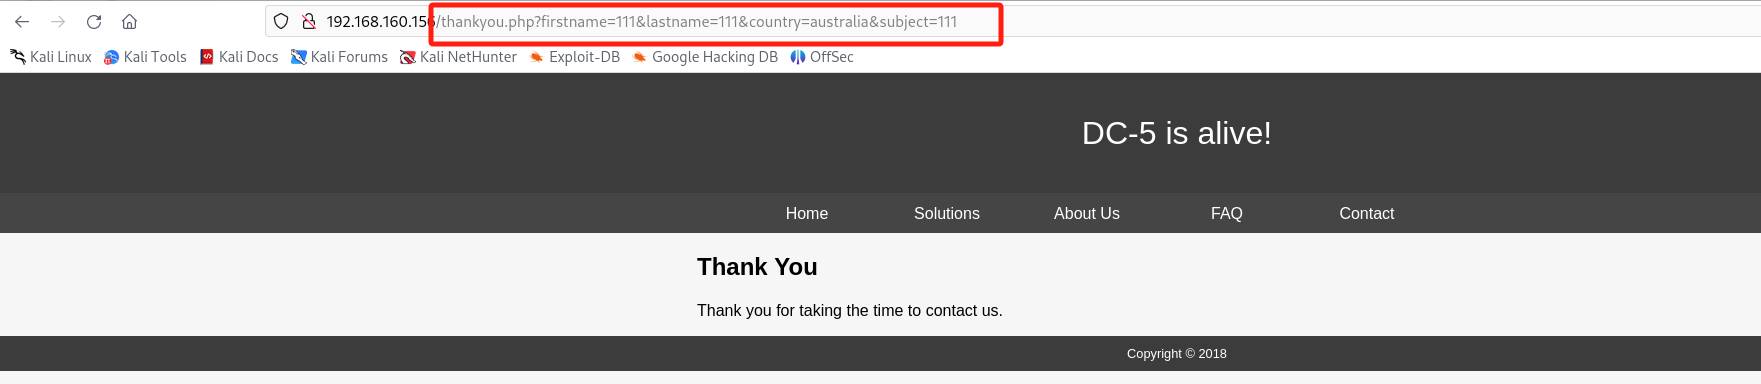 192.168.160.156/thankyou.php?firstname=111&lastname=111&country=australia&subject=111
Kali Linux Kali Tools Kali Docs Kali Forums Kali NetHunter Exploit-DB Google Hacking DB OffSec
DC-5 is alive!
Home Solutions About Us FAQ Contact
Thank You
Thank you for taking the time to contact us.
Copyright © 2018